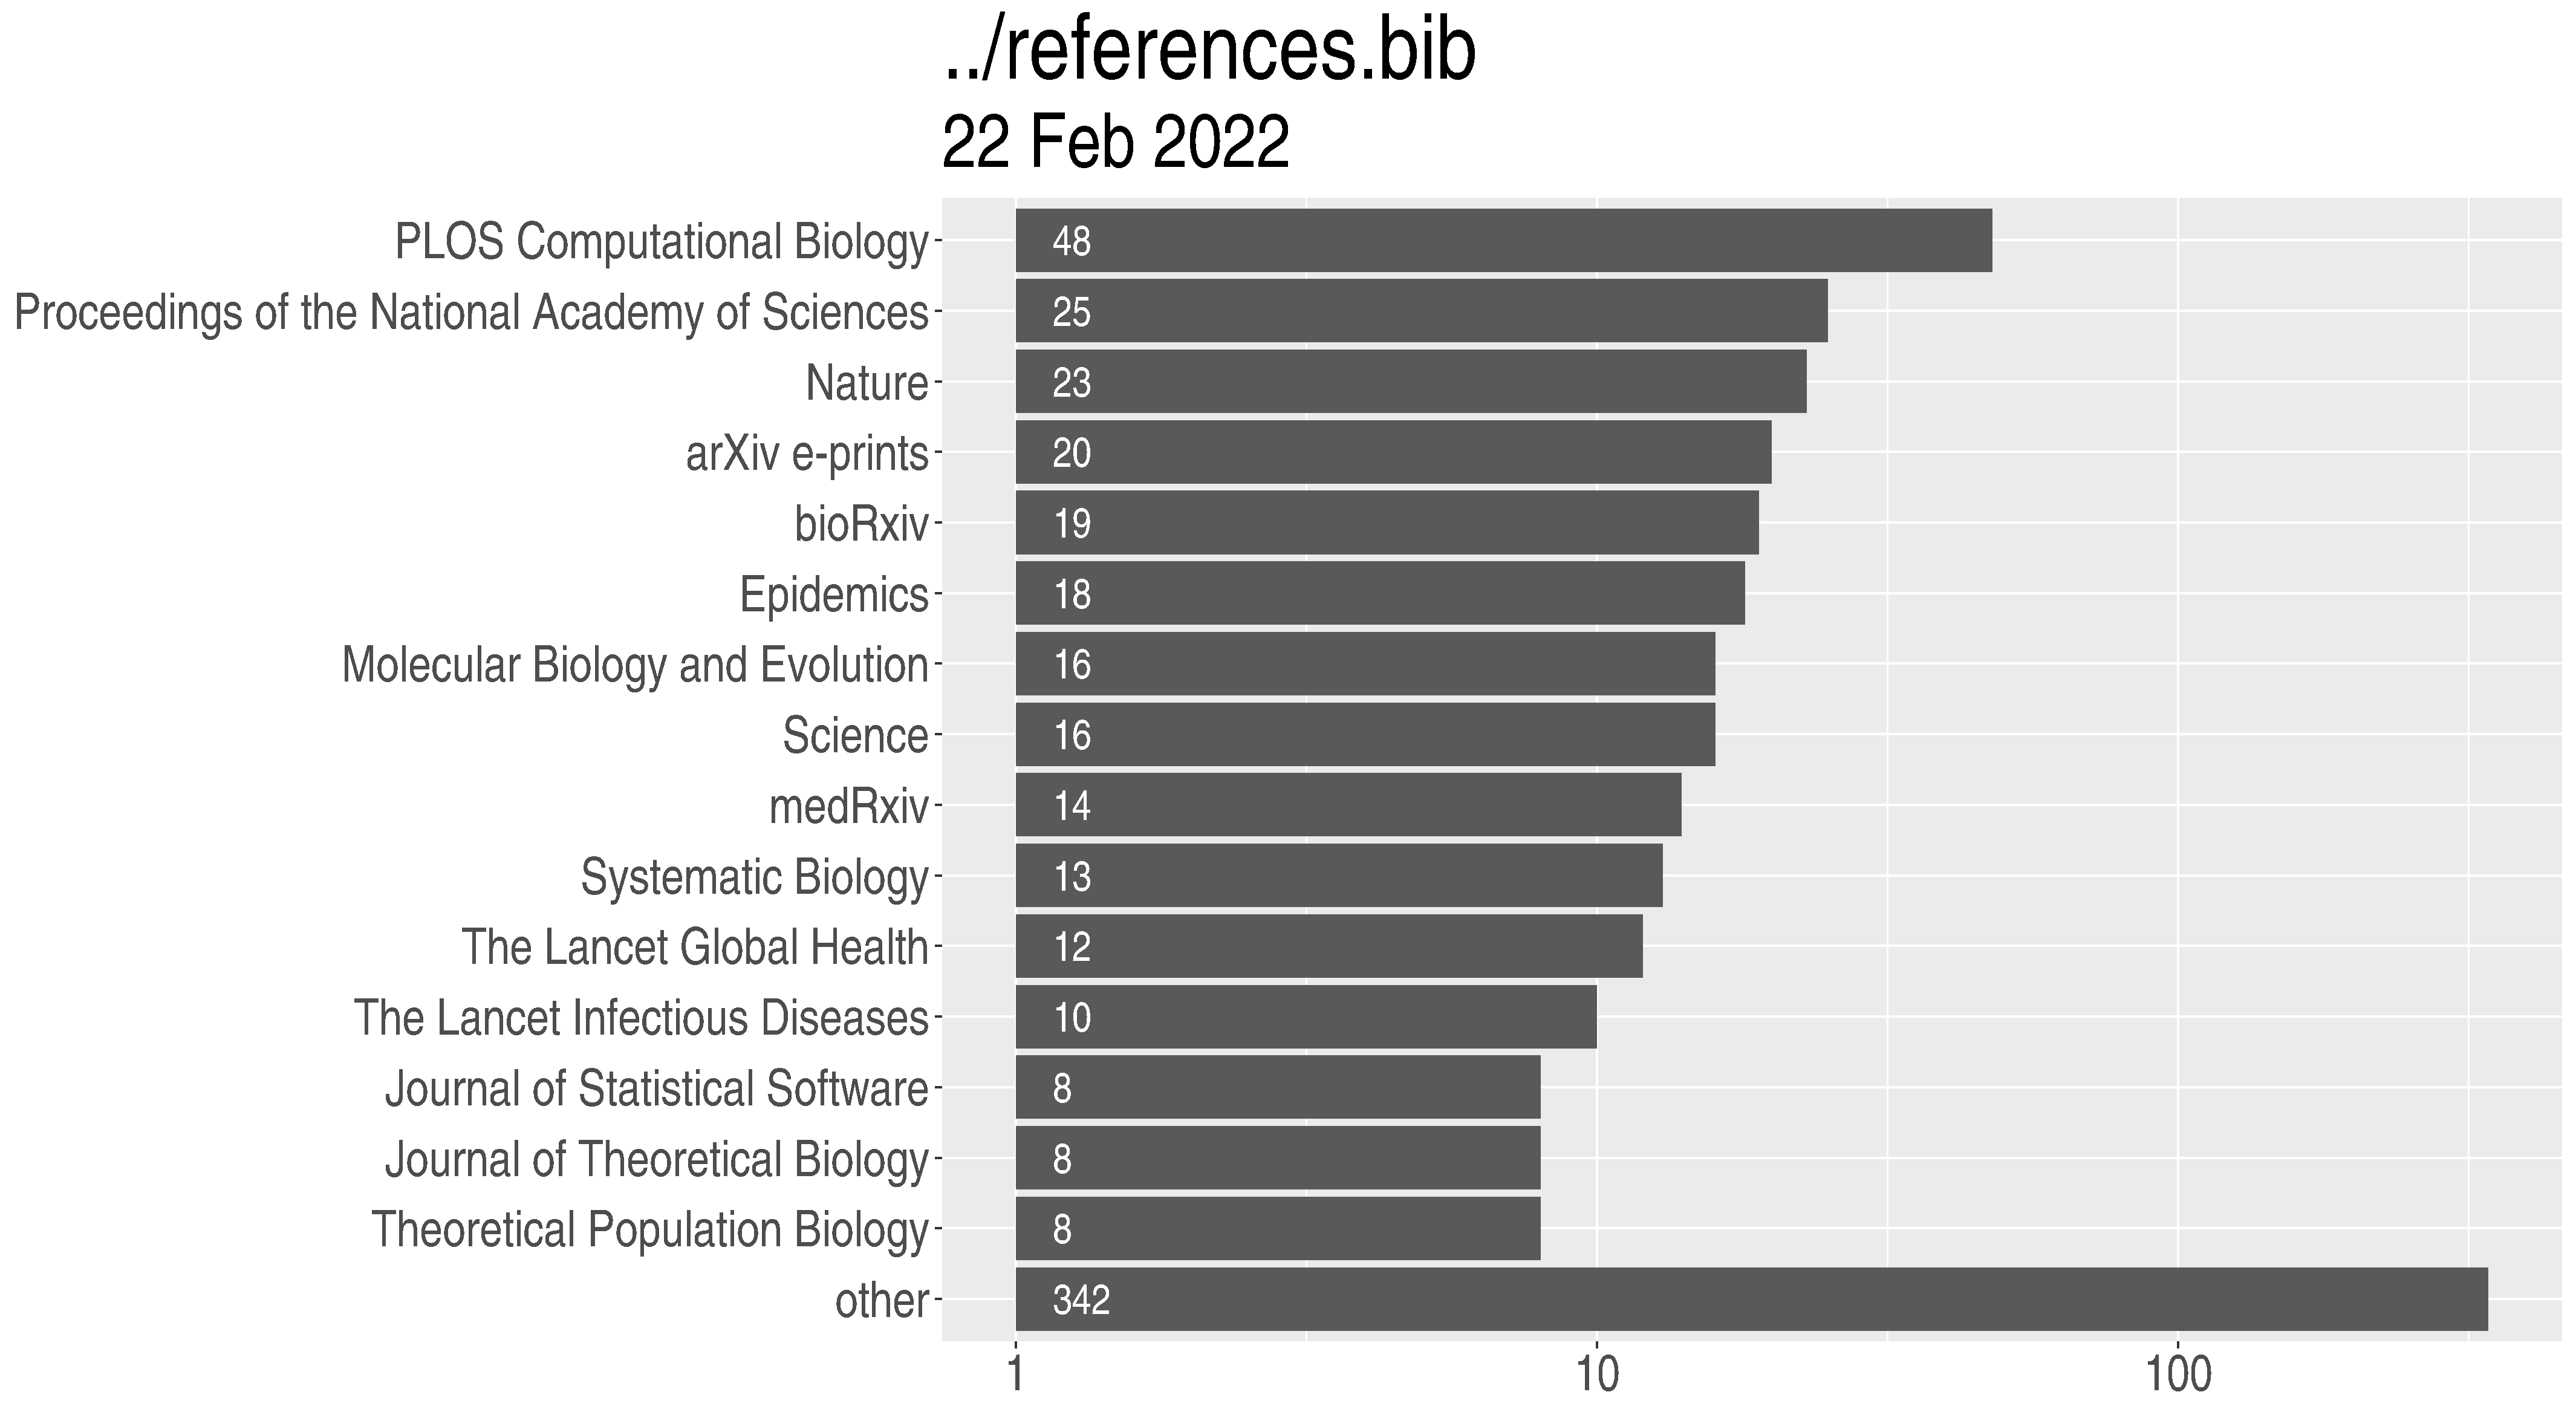 ../references.bib
22 Feb 2022
PLOS Computational Biology 48
Proceedings of the National Academy of Sciences 25
Nature 23
arXiv e-prints 20
bioRxiv 19
Epidemics 18
Molecular Biology and Evolution 16
Science 16
medRxiv 14
Systematic Biology 13
The Lancet Global Health 12
The Lancet Infectious Diseases 10
Journal of Statistical Software 8
Journal of Theoretical Biology 8
Theoretical Population Biology 8
other 342
1 10 100